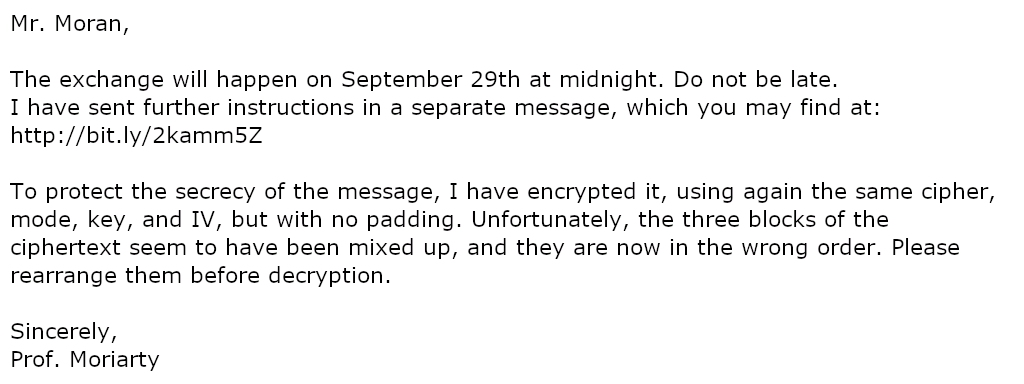 Mr. Moran,
The exchange will happen on September 29th at midnight. Do not be late.
I have sent further instructions in a separate message, which you may find at:
http://bit.ly/2kamm5Z
To protect the secrecy of the message, I have encrypted it, using again the same cipher,
mode, key, and IV, but with no padding. Unfortunately, the three blocks of the
ciphertext seem to have been mixed up, and they are now in the wrong order. Please
rearrange them before decryption.
Sincerely,
Prof. Moriarty